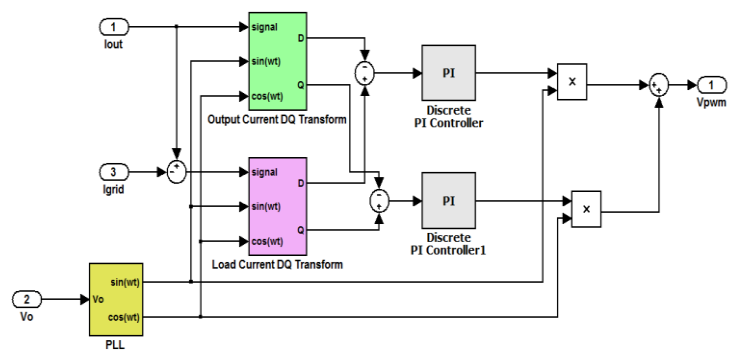 1
Iout
signal
sin(wt)
cos(wt)
D
Q
Output Current DQ Transform
-
+
PI
Discrete
PI Controller
X
+
+
1
Vpwm
3
Igrid
+
-
signal
sin(wt)
cos(wt)
D
Q
Load Current DQ Transform
-
+
PI
Discrete
PI Controller1
X
2
Vo
Vo
sin(wt)
cos(wt)
PLL